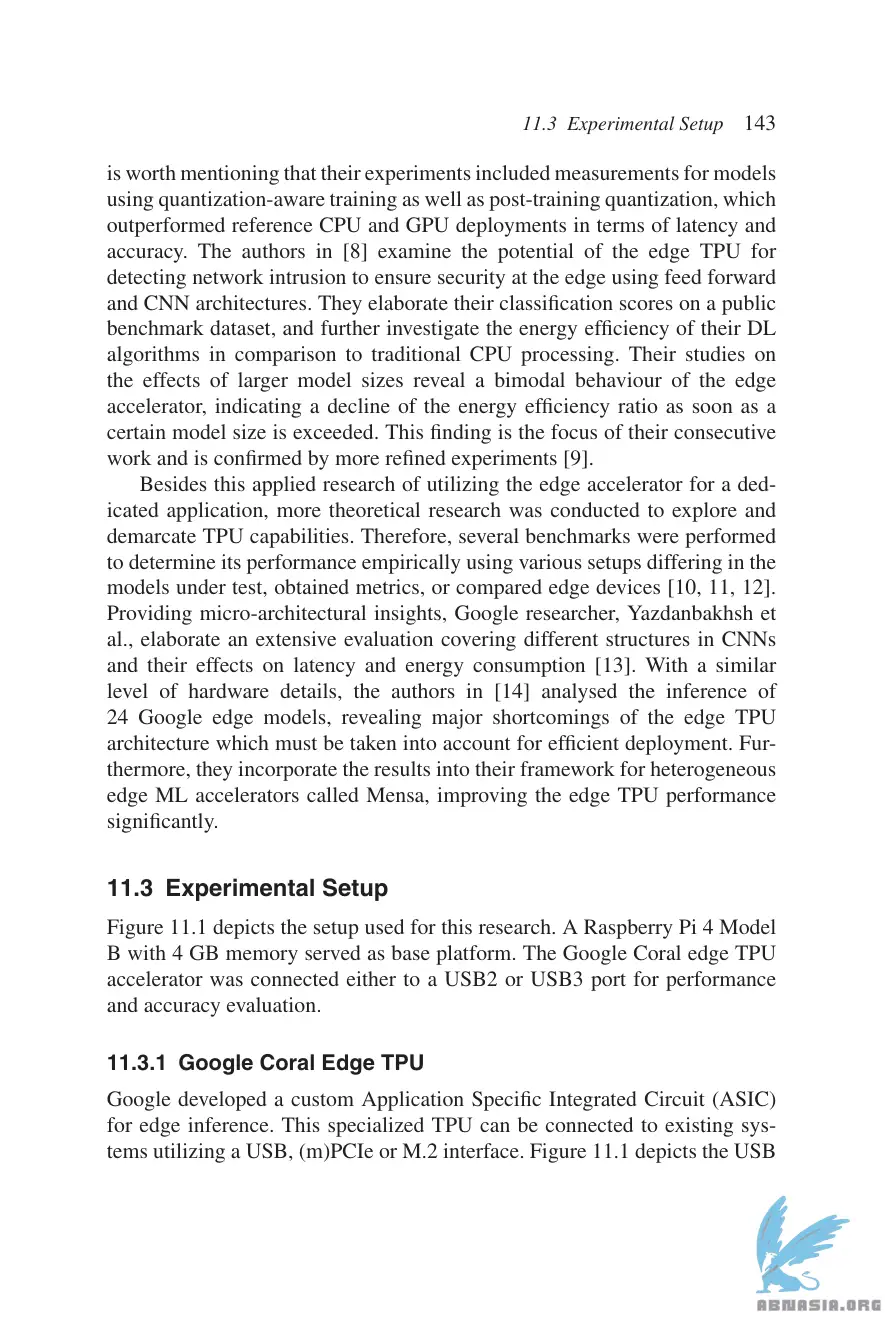 11.3 Experimental Setup 143
is worth mentioning that their experiments included measurements for models
using quantization-aware training as well as post-training quantization, which
outperformed reference CPU and GPU deployments in terms of latency and
accuracy. The authors in [8] examine the potential of the edge TPU for
detecting network intrusion to ensure security at the edge using feed forward
and CNN architectures. They elaborate their classification scores on a public
benchmark dataset, and further investigate the energy efficiency of their DL
algorithms in comparison to traditional CPU processing. Their studies on
the effects of larger model sizes reveal a bimodal behaviour of the edge
accelerator, indicating a decline of the energy efficiency ratio as soon as a
certain model size is exceeded. This finding is the focus of their consecutive
work and is confirmed by more refined experiments [9].
Besides this applied research of utilizing the edge accelerator for a ded-
icated application, more theoretical research was conducted to explore and
demarcate TPU capabilities. Therefore, several benchmarks were performed
to determine its performance empirically using various setups differing in the
models under test, obtained metrics, or compared edge devices [10, 11, 12].
Providing micro-architectural insights, Google researcher, Yazdanbakhsh et
al., elaborate an extensive evaluation covering different structures in CNNs
and their effects on latency and energy consumption [13]. With a similar
level of hardware details, the authors in [14] analysed the inference of
24 Google edge models, revealing major shortcomings of the edge TPU
architecture which must be taken into account for efficient deployment. Fur-
thermore, they incorporate the results into their framework for heterogeneous
edge ML accelerators called Mensa, improving the edge TPU performance
significantly.
11.3 Experimental Setup
Figure 11.1 depicts the setup used for this research. A Raspberry Pi 4 Model
B with 4 GB memory served as base platform. The Google Coral edge TPU
accelerator was connected either to a USB2 or USB3 port for performance
and accuracy evaluation.
11.3.1 Google Coral Edge TPU
Google developed a custom Application Specific Integrated Circuit (ASIC)
for edge inference. This specialized TPU can be connected to existing sys-
tems utilizing a USB, (m)PCIe or M.2 interface. Figure 11.1 depicts the USB
ABNASIA.ORG